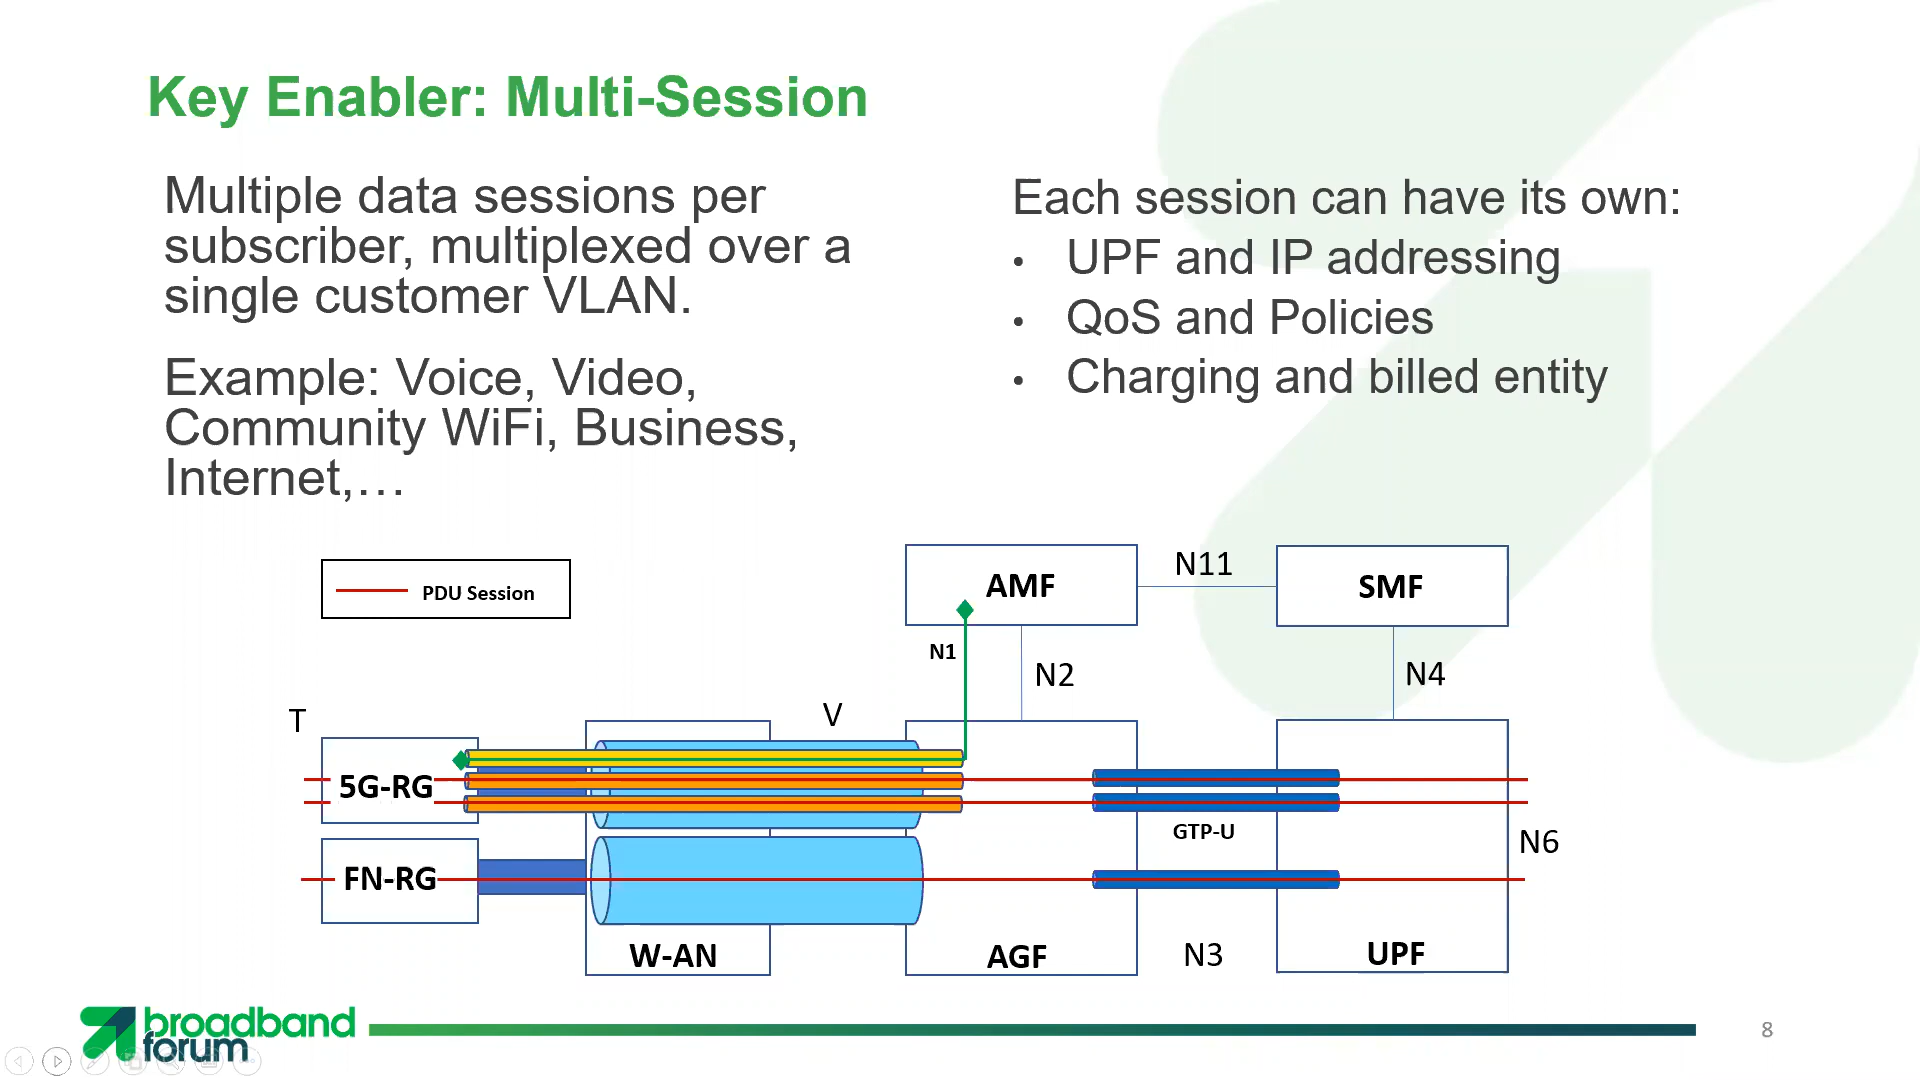 Key Enabler: Multi-Session
Multiple data sessions per
subscriber, multiplexed over a
single customer VLAN.
Example: Voice, Video,
Community WiFi, Business,
Internet,…
Each session can have its own:
• UPF and IP addressing
• QoS and Policies
• Charging and billed entity
PDU Session
AMF
N11
SMF
N1
N2
N4
T
V
5G-RG
GTP-U
N6
FN-RG
W-AN
AGF
N3
UPF
broadband
forum
8